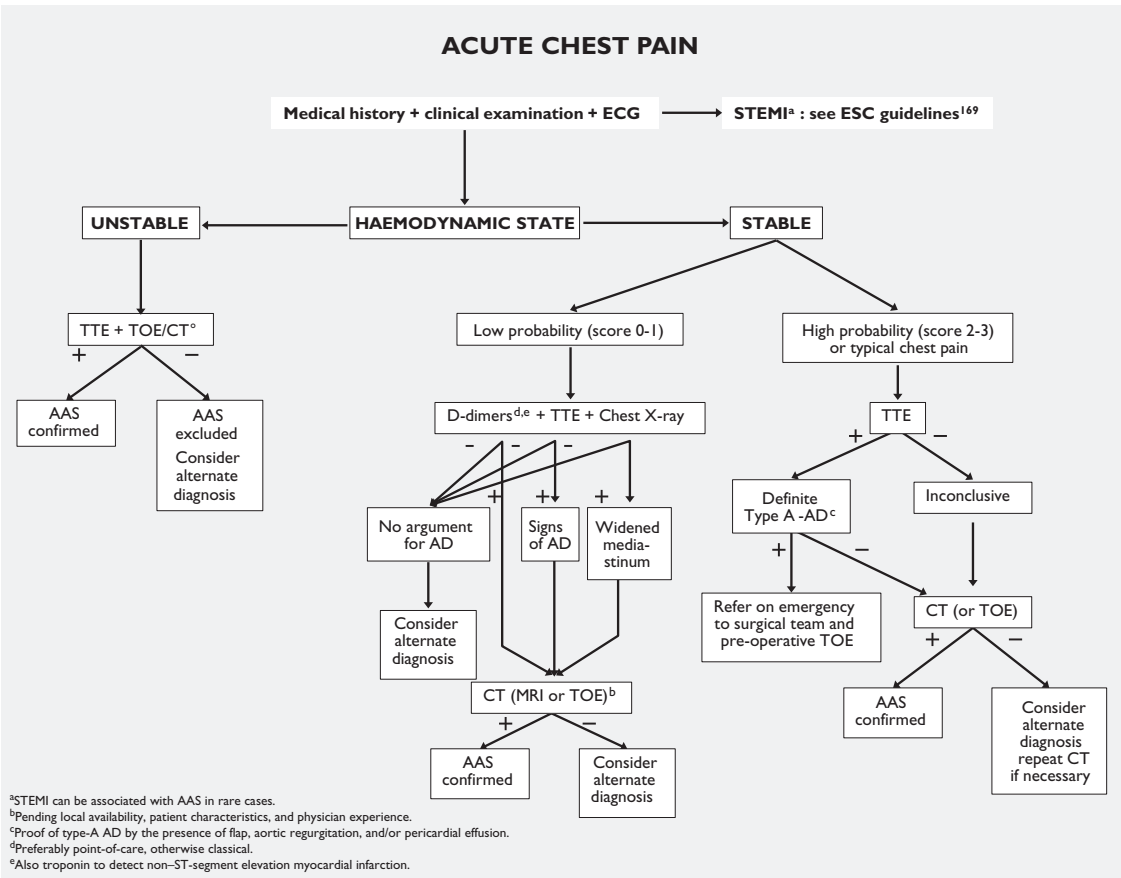 ACUTE CHEST PAIN
Medical history + clinical examination + ECG
STEMIᵃ : see ESC guidelines¹⁶⁹
UNSTABLE
HAEMODYNAMIC STATE
STABLE
TTE + TOE/CT°
+
–
AAS
confirmed
AAS
excluded
Consider
alternate
diagnosis
Low probability (score 0-1)
D-dimersᵈ,ᵉ + TTE + Chest X-ray
-
-
-
+
+
+
No argument
for AD
Signs
of AD
Widened
media-
stinum
Consider
alternate
diagnosis
CT (MRI or TOE)ᵇ
+
–
AAS
confirmed
Consider
alternate
diagnosis
High probability (score 2-3)
or typical chest pain
TTE
+
–
Definite
Type A -ADᶜ
Inconclusive
+
–
Refer on emergency
to surgical team and
pre-operative TOE
CT (or TOE)
+
–
AAS
confirmed
Consider
alternate
diagnosis
repeat CT
if necessary
ᵃSTEMI can be associated with AAS in rare cases.
ᵇPending local availability, patient characteristics, and physician experience.
ᶜProof of type-A AD by the presence of flap, aortic regurgitation, and/or pericardial effusion.
ᵈPreferably point-of-care, otherwise classical.
ᵉAlso troponin to detect non–ST-segment elevation myocardial infarction.